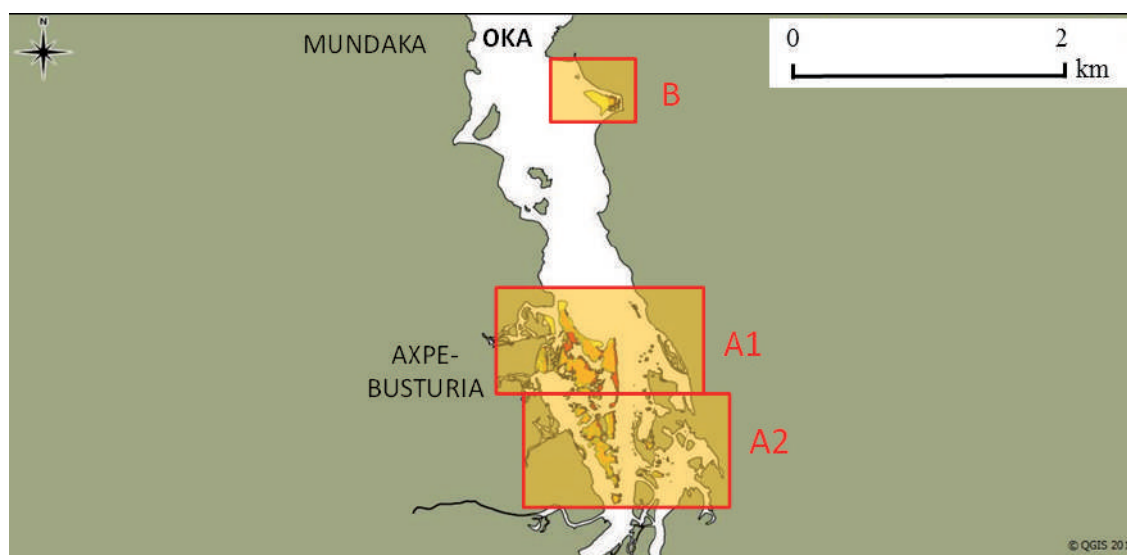 N
MUNDAKA
OKA
0 2
km
B
A1
AXPE-
BUSTURIA
A2
© QGIS 201